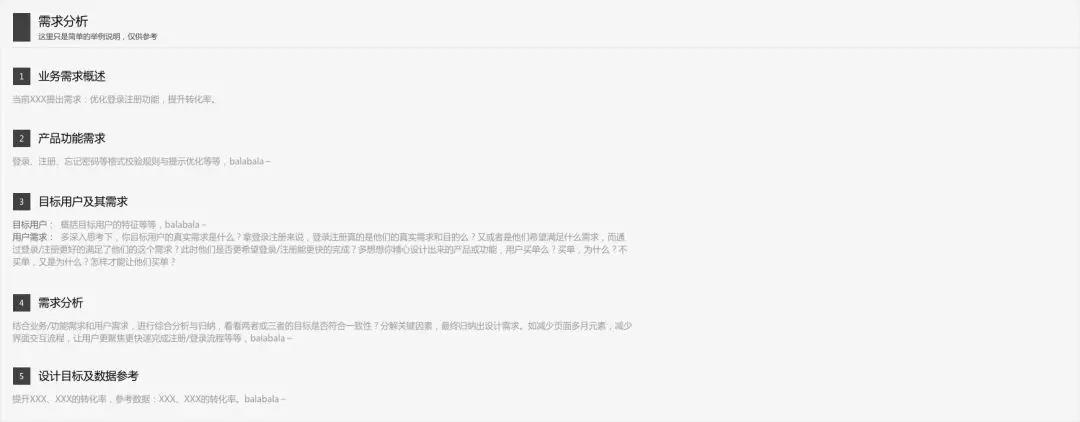 需求分析
这里只是简单的举例说明，仅供参考
1 业务需求概述
当前XXX提出需求：优化登录注册功能，提升转化率。
2 产品功能需求
登录、注册、忘记密码等格式校验规则与提示优化等等，balabala~
3 目标用户及其需求
目标用户： 概括目标用户的特征等等，balabala~
用户需求： 多深入思考下，你目标用户的真实需求是什么？拿登录注册来说，登录注册真的是他们的真实需求和目的么？又或者是他们希望满足什么需求，而通
过登录/注册更好的满足了他们的这个需求？此时他们是否更希望登录/注册能更快的完成？多想想你精心设计出来的产品或功能，用户买单么？买单，为什么？不
买单，又是为什么？怎样才能让他们买单？
4 需求分析
结合业务/功能需求和用户需求，进行综合分析与归纳，看看两者或三者的目标是否符合一致性？分解关键因素，最终归纳出设计需求。如减少页面多月元素，减少
界面交互流程，让用户更聚焦更快速完成注册/登录流程等等，balabala~
5 设计目标及数据参考
提升XXX、XXX的转化率，参考数据：XXX、XXX的转化率。balabala~